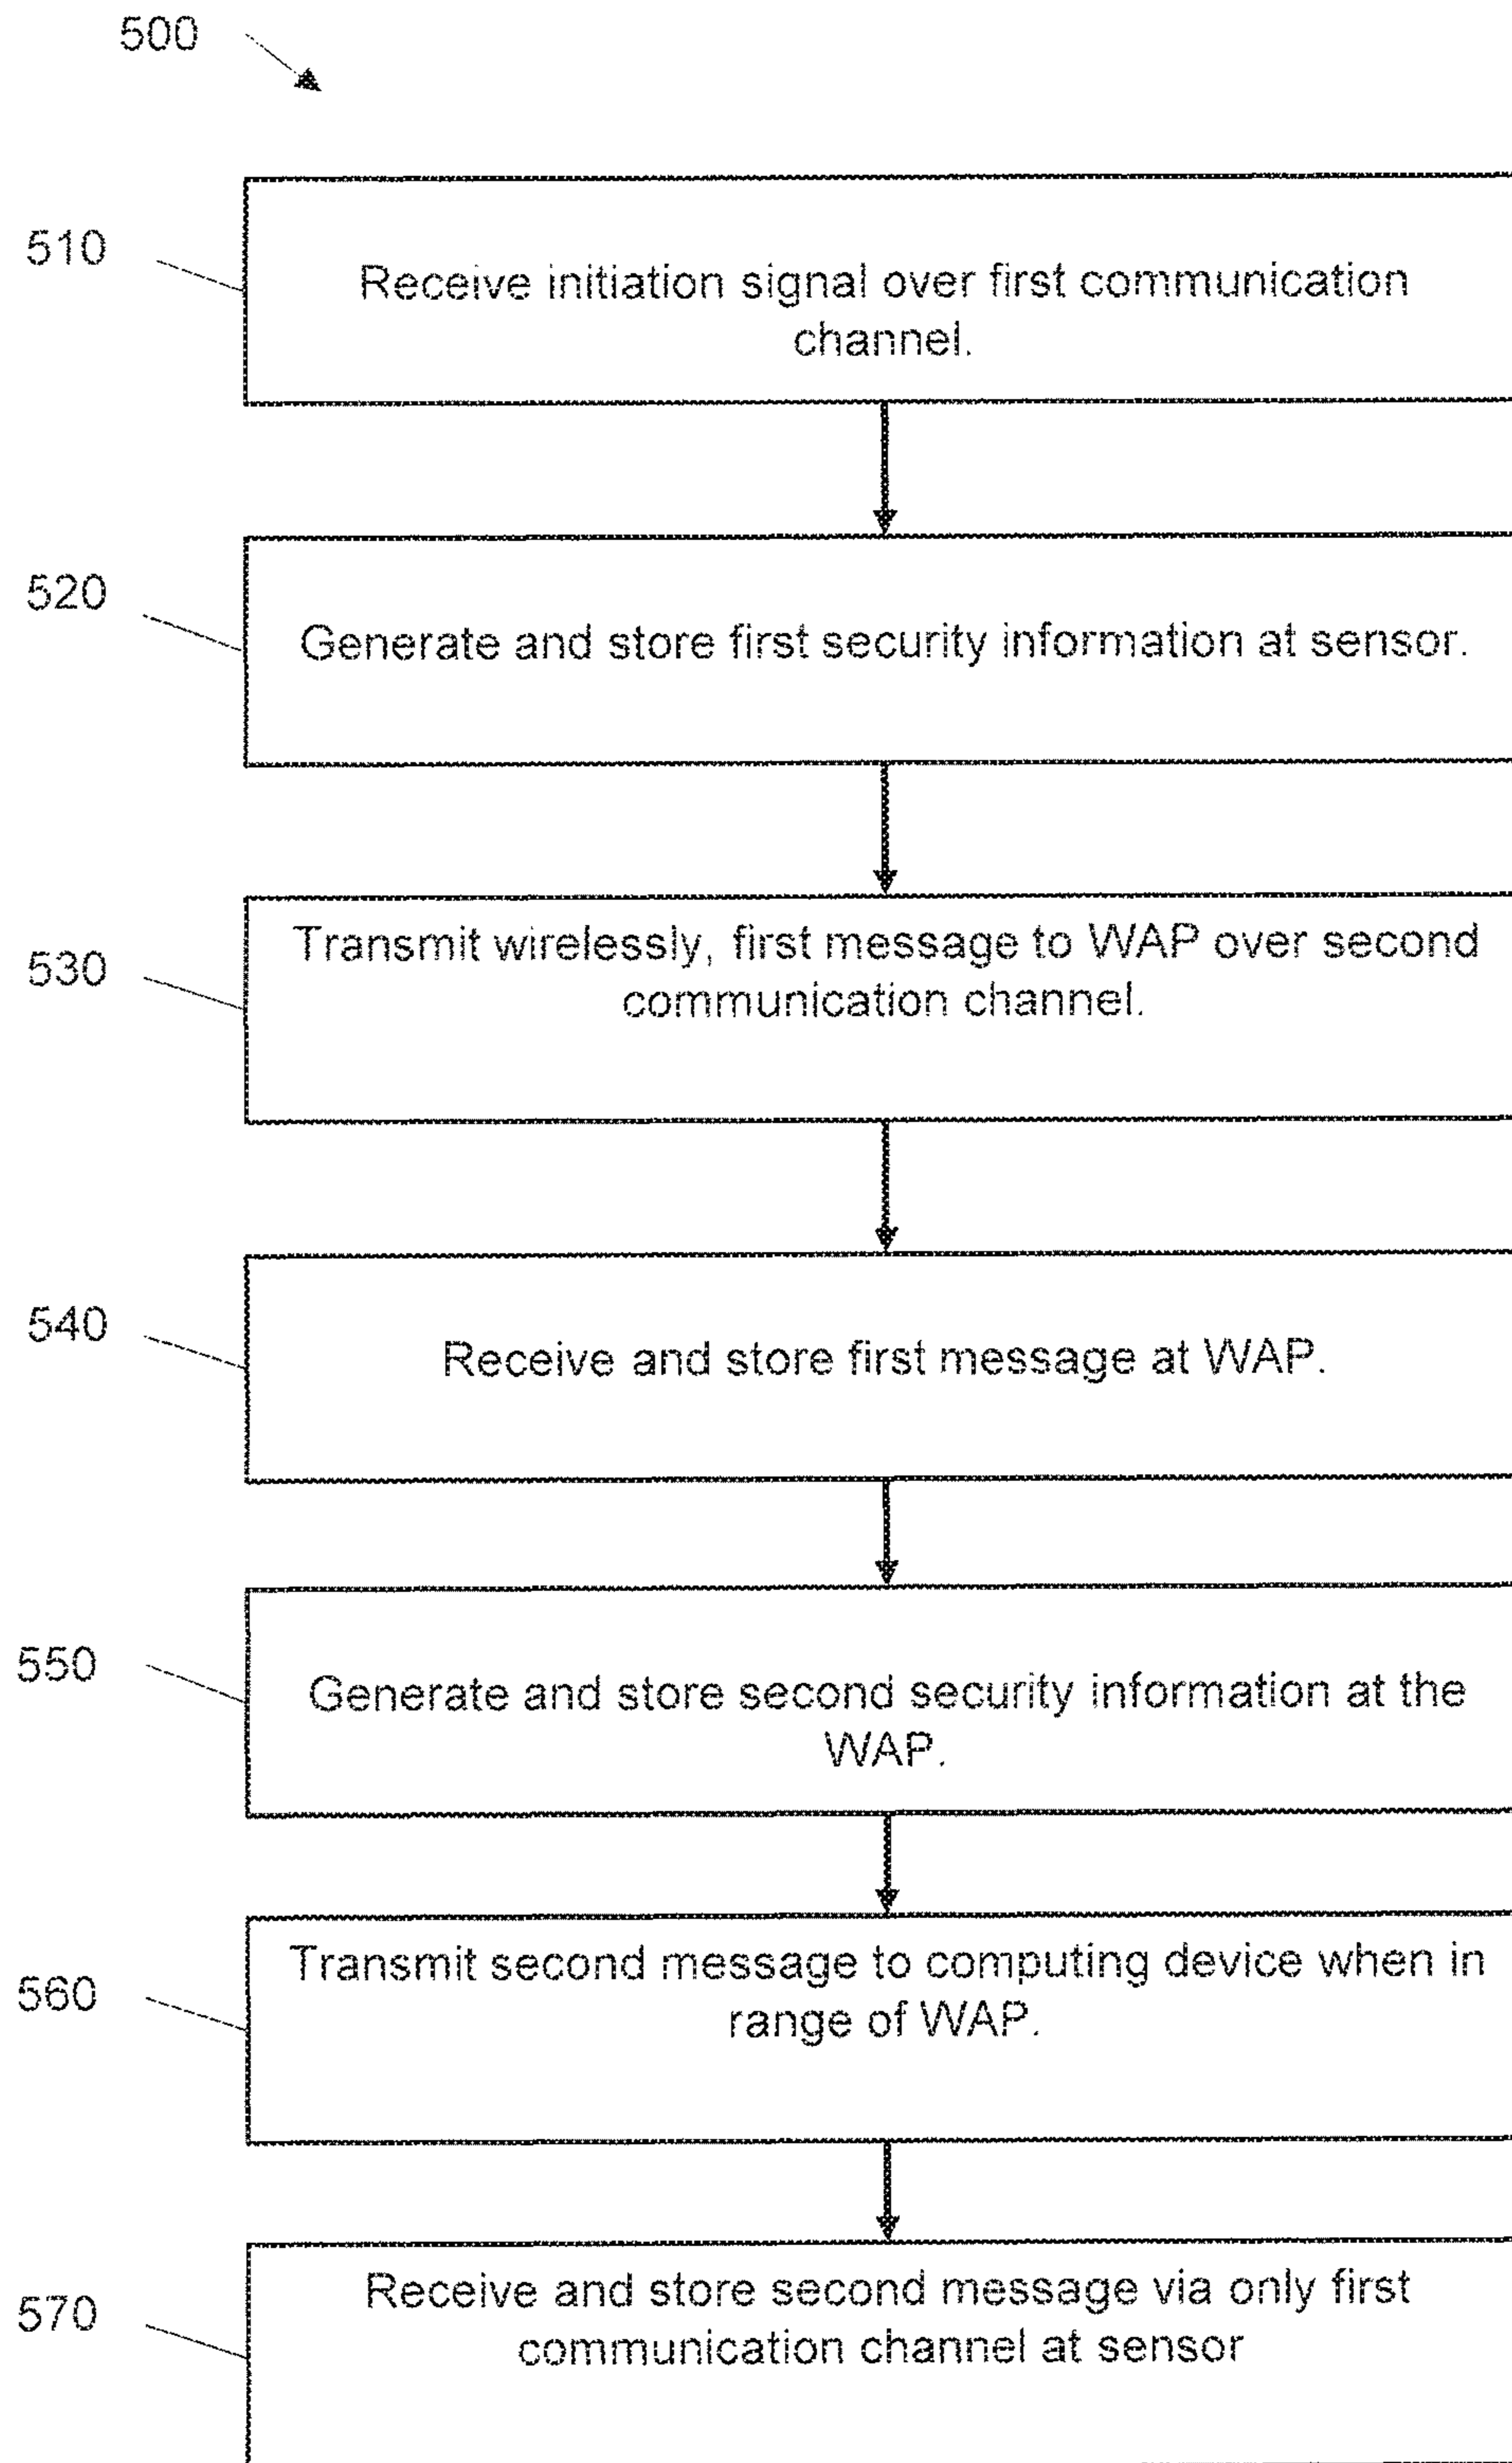 500
510
Receive initiation signal over first communication
channel.
520
Generate and store first security information at sensor.
530
Transmit wirelessly, first message to WAP over second
communication channel.
540
Receive and store first message at WAP.
550
Generate and store second security information at the
WAP.
560
Transmit second message to computing device when in
range of WAP.
570
Receive and store second message via only first
communication channel at sensor